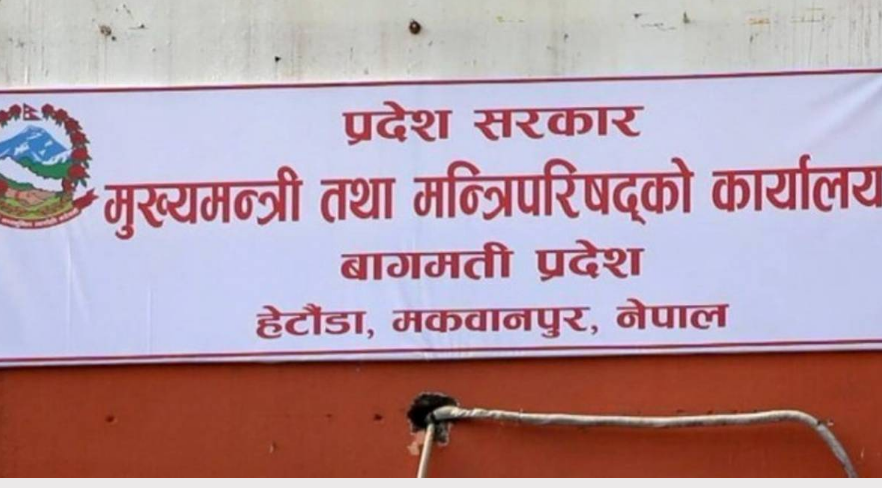 प्रदेश सरकार
मुख्यमन्त्री तथा मन्त्रिपरिषद्को कार्यालय
बागमती प्रदेश
हेटौंडा, मकवानपुर, नेपाल